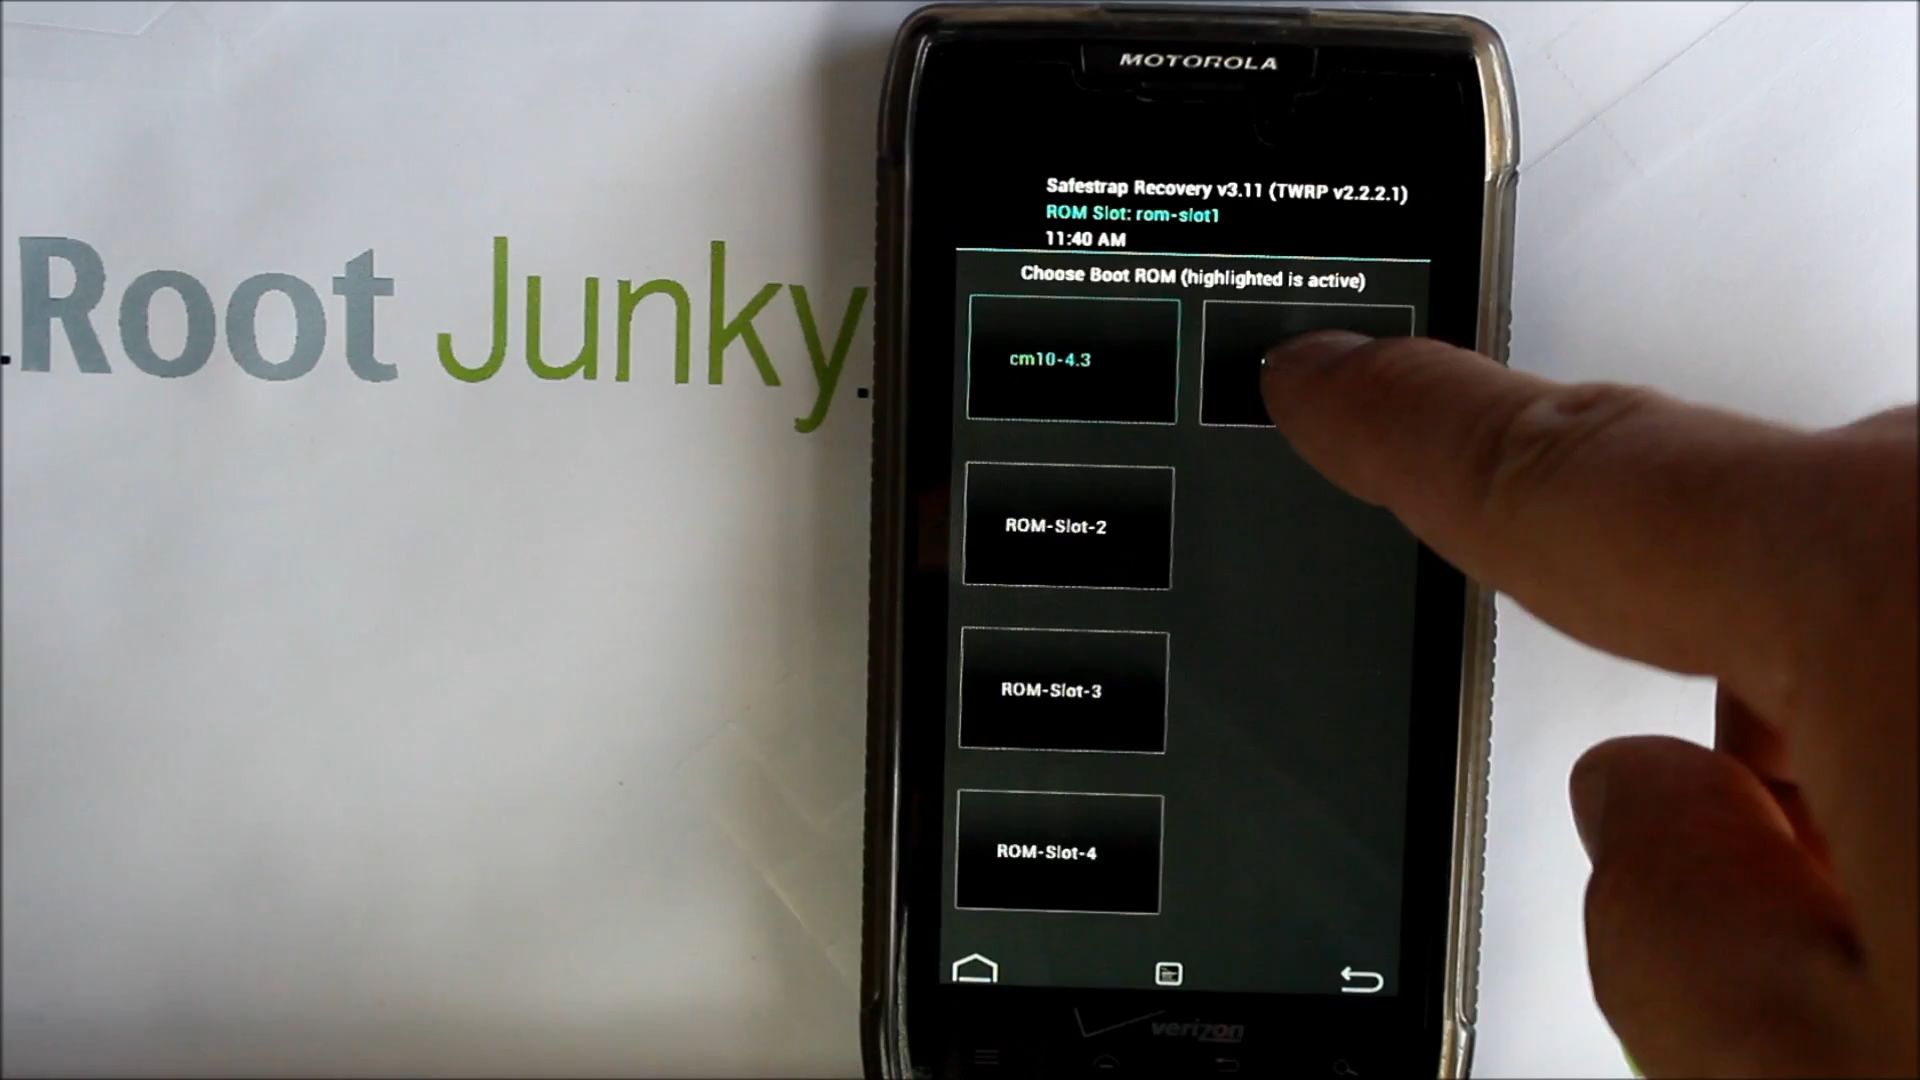 .Root Junky.
MOTOROLA
Safestrap Recovery v3.11 (TWRP v2.2.2.1)
ROM Slot: rom-slot1
11:40 AM
Choose Boot ROM (highlighted is active)
cm10-4.3
ROM-Slot-2
ROM-Slot-3
ROM-Slot-4
verizon